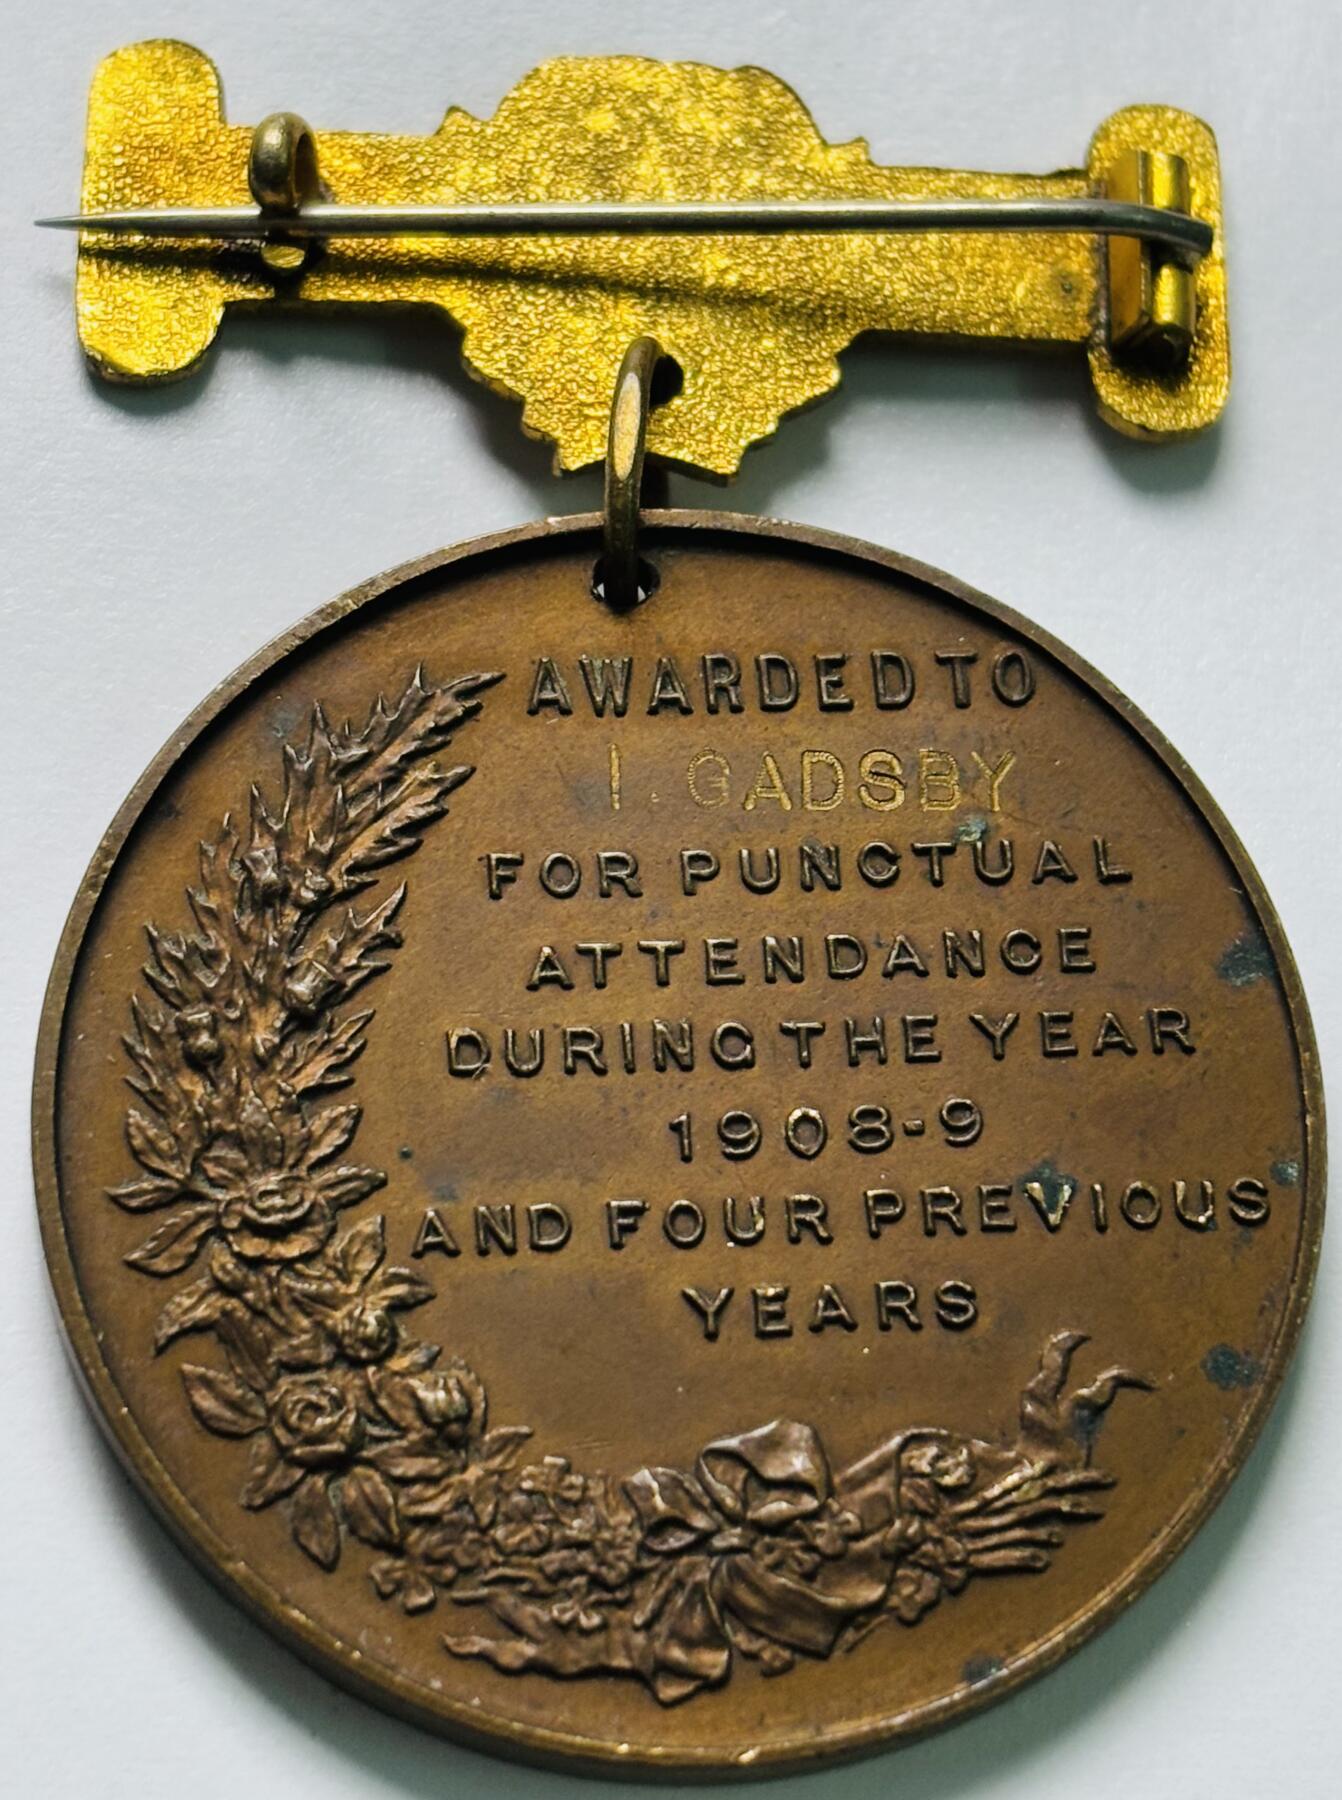 AWARDED TO
I. GADSBY
FOR PUNCTUAL
ATTENDANCE
DURING THE YEAR
1908-9
AND FOUR PREVIOUS
YEARS